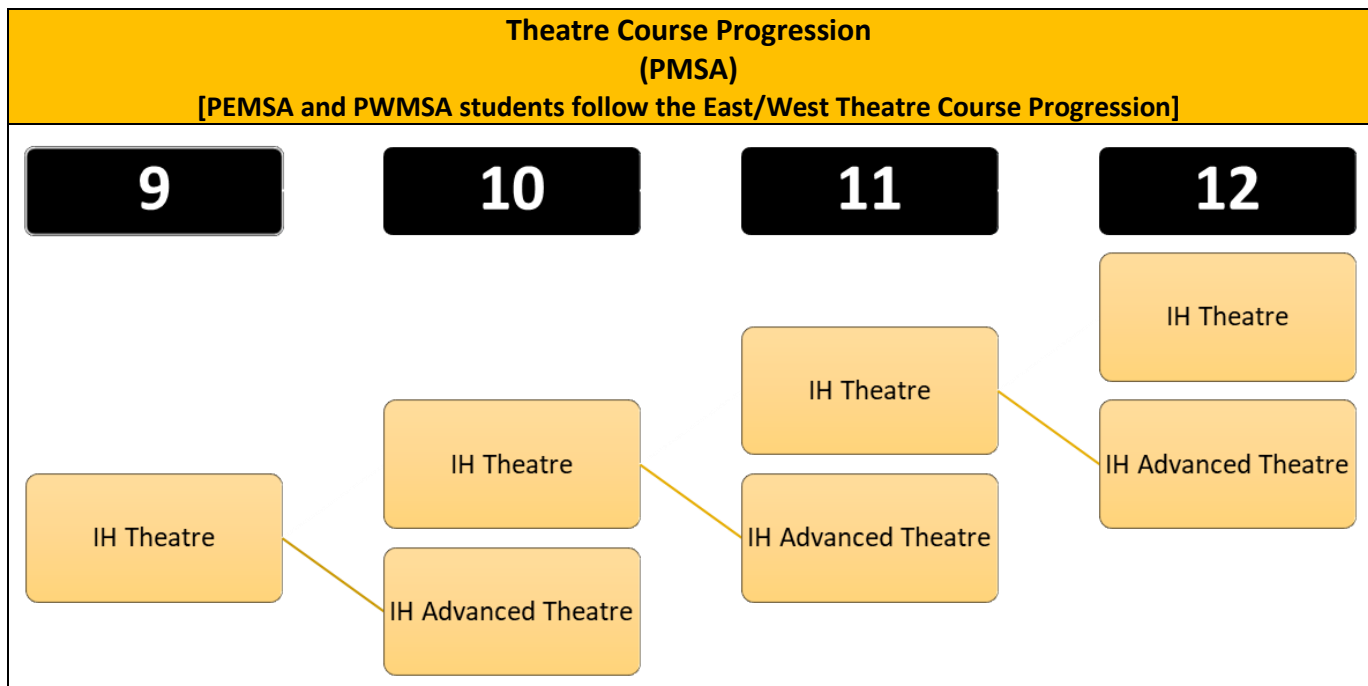 Theatre Course Progression
(PMSA)
[PEMSA and PWMSA students follow the East/West Theatre Course Progression]
9
10
11
12
IH Theatre
IH Theatre
IH Advanced Theatre
IH Theatre
IH Advanced Theatre
IH Theatre
IH Advanced Theatre